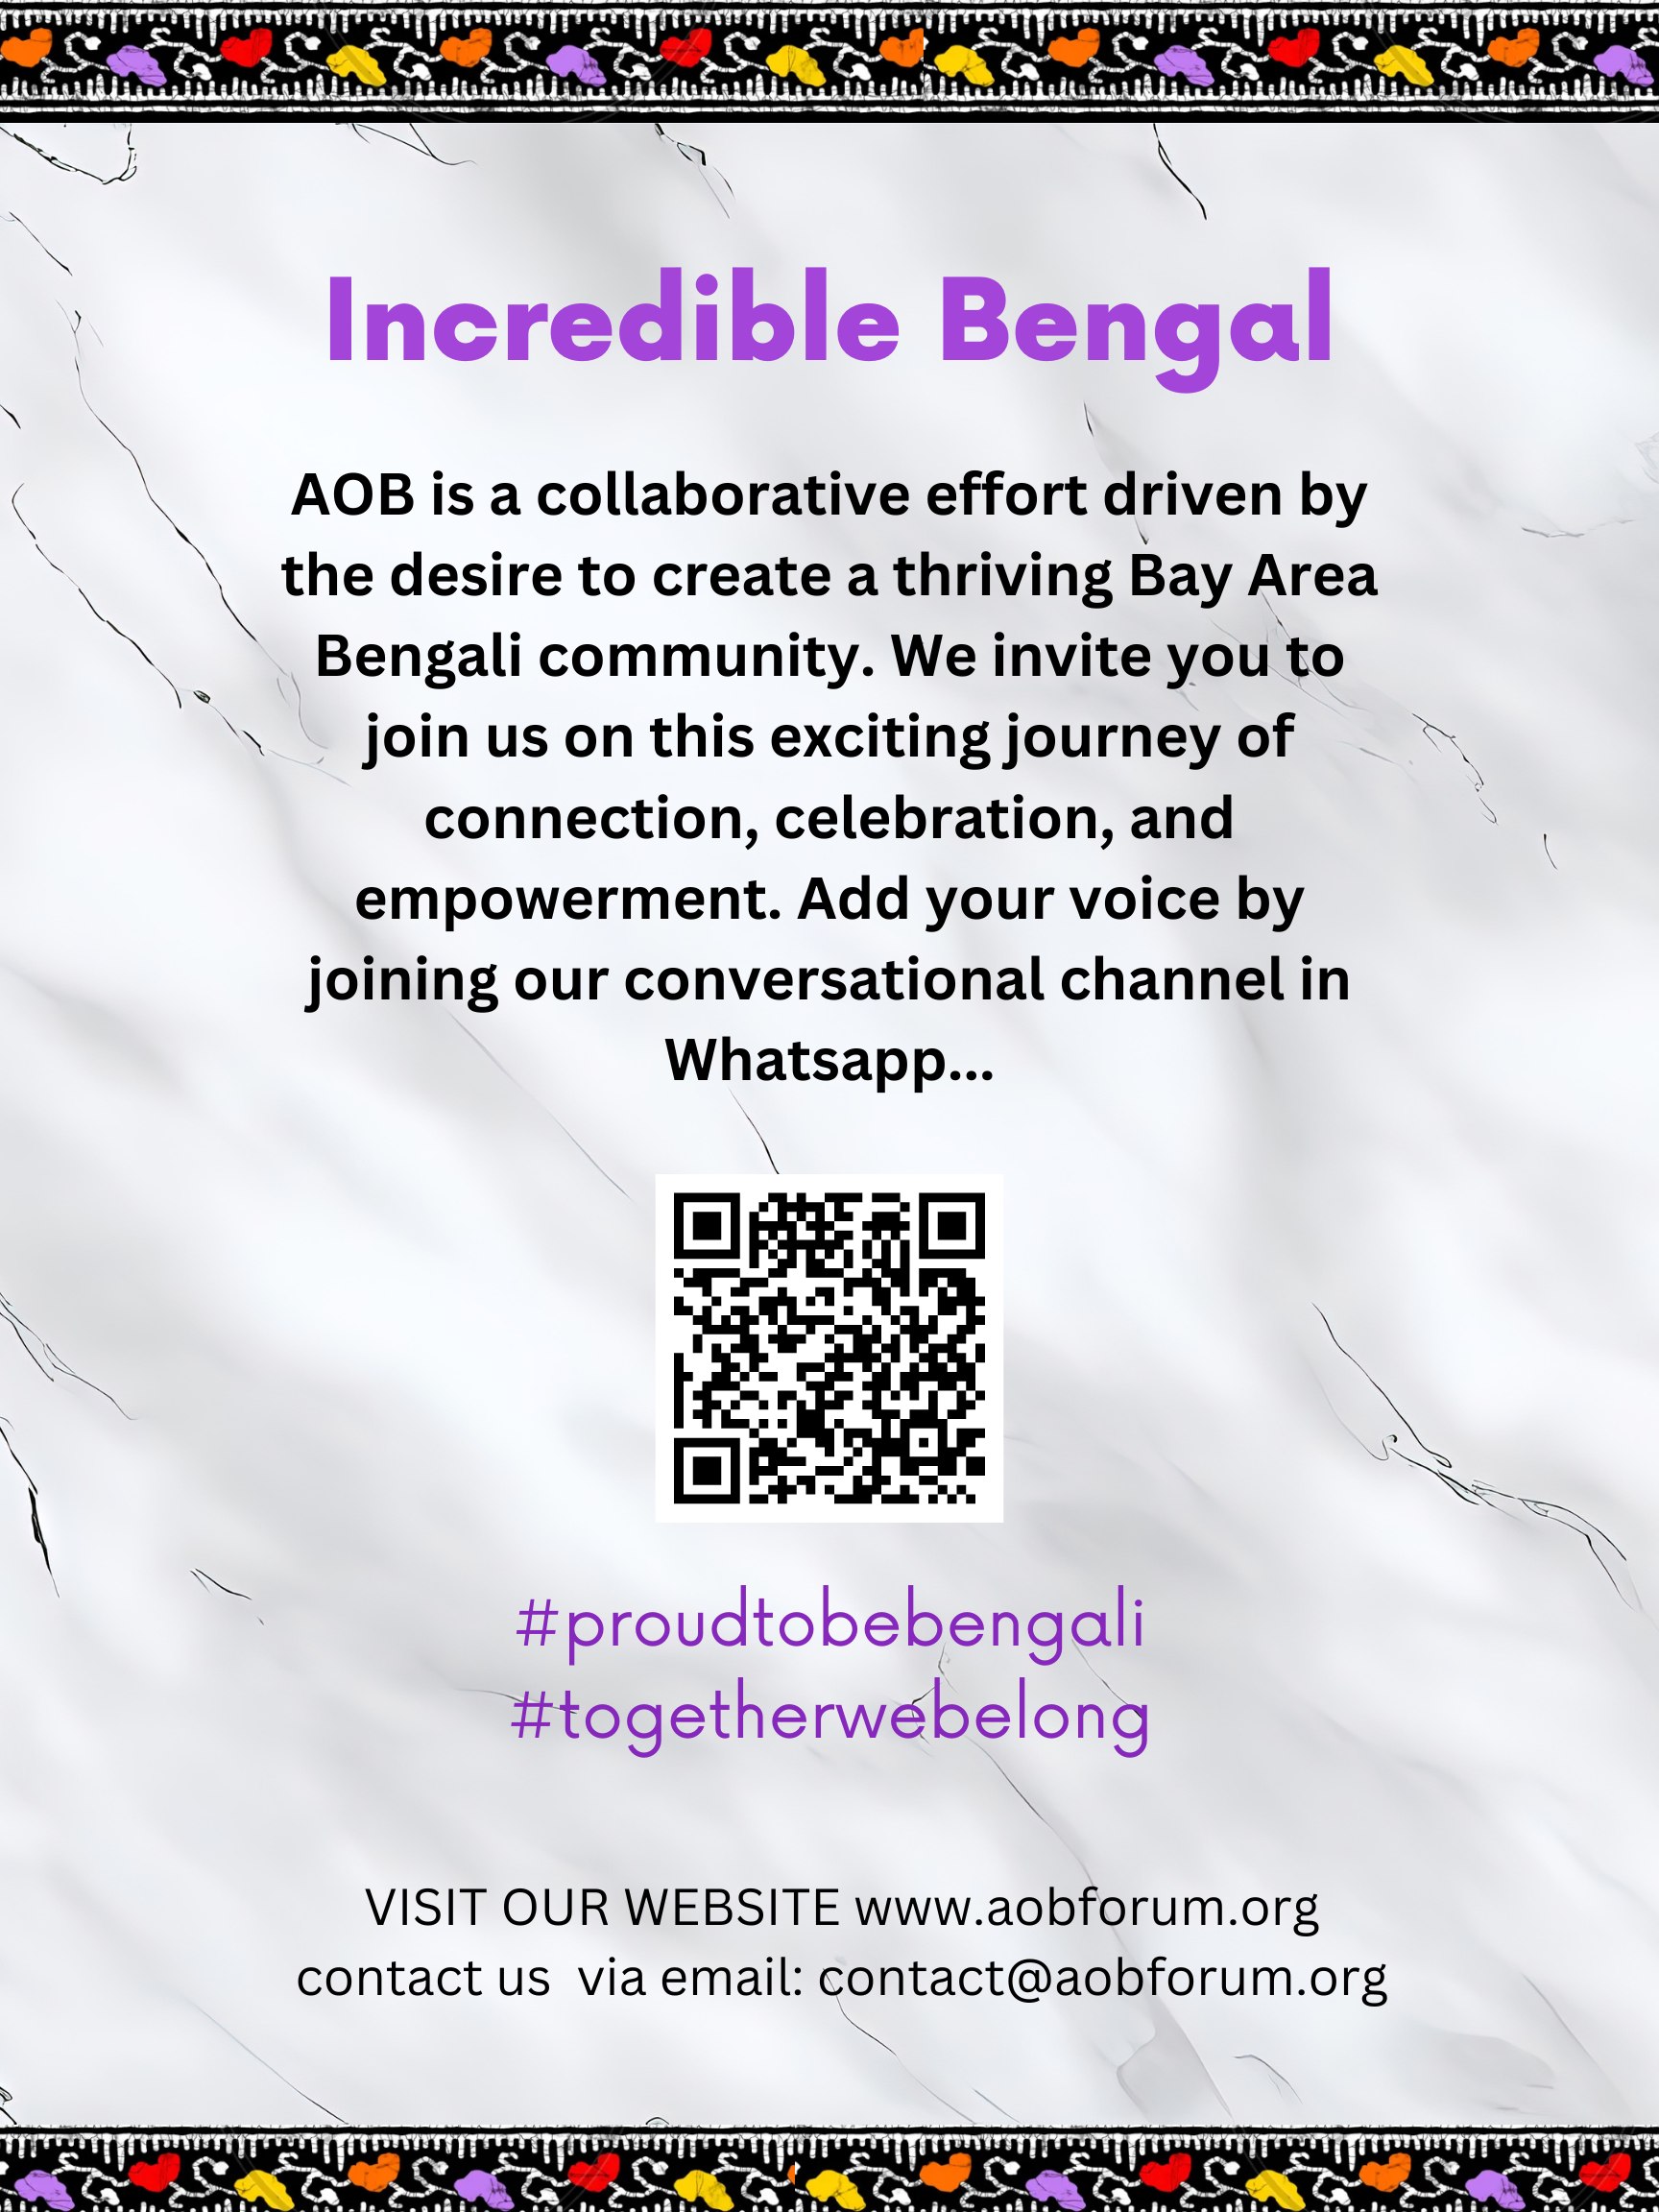 Incredible Bengal
AOB is a collaborative effort driven by
the desire to create a thriving Bay Area
Bengali community. We invite you to
join us on this exciting journey of
connection, celebration, and
empowerment. Add your voice by
joining our conversational channel in
Whatsapp...
#proudtobebengali
#togetherwebelong
VISIT OUR WEBSITE www.aobforum.org
contact us  via email: contact@aobforum.org